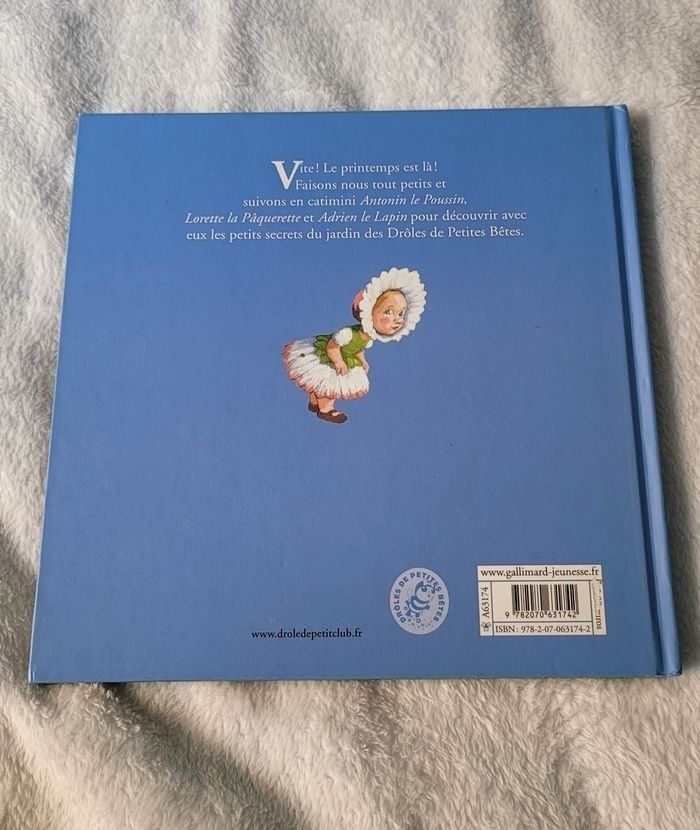 Vite! Le printemps est là!
Faisons nous tout petits et
suivons en catimini Antonin le Poussin,
Lorette la Pâquerette et Adrien le Lapin pour découvrir avec
eux les petits secrets du jardin des Drôles de Petites Bêtes.
www.droledepetitclub.fr
DRÔLES DE PETITES BÊTES
A63174
www.gallimard-jeunesse.fr
9 782070 631742
ISBN: 978-2-07-063174-2